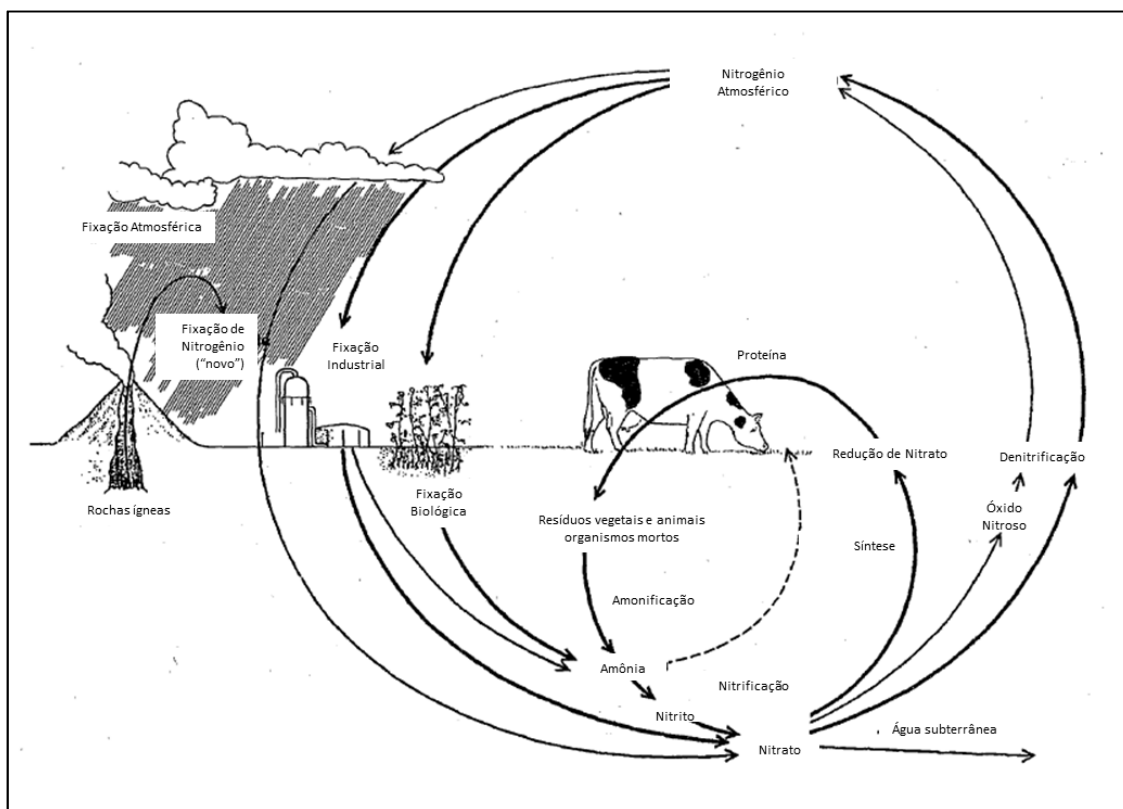 Nitrogênio
Atmosférico
Fixação Atmosférica
Fixação de
Nitrogênio
("novo")
Fixação
Industrial
Proteína
Redução de Nitrato
Denitrificação
Rochas ígneas
Fixação
Biológica
Resíduos vegetais e animais
organismos mortos
Óxido
Nitroso
Síntese
Amonificação
Amônia
Nitrificação
Nitrito
Água subterrânea
Nitrato